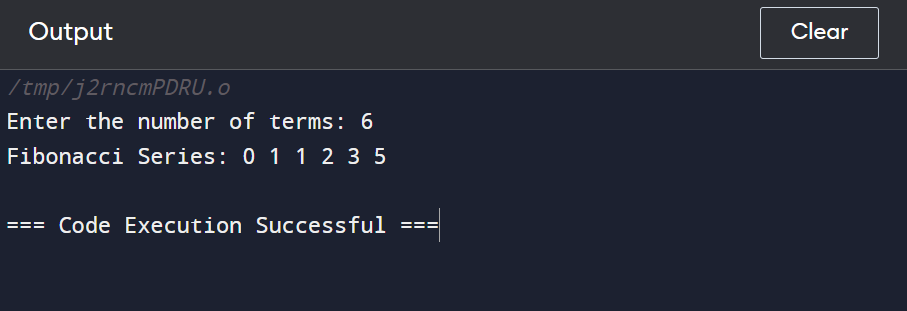 Output
Clear
/tmp/j2rncmPDRU.o
Enter the number of terms: 6
Fibonacci Series: 0 1 1 2 3 5
=== Code Execution Successful ===